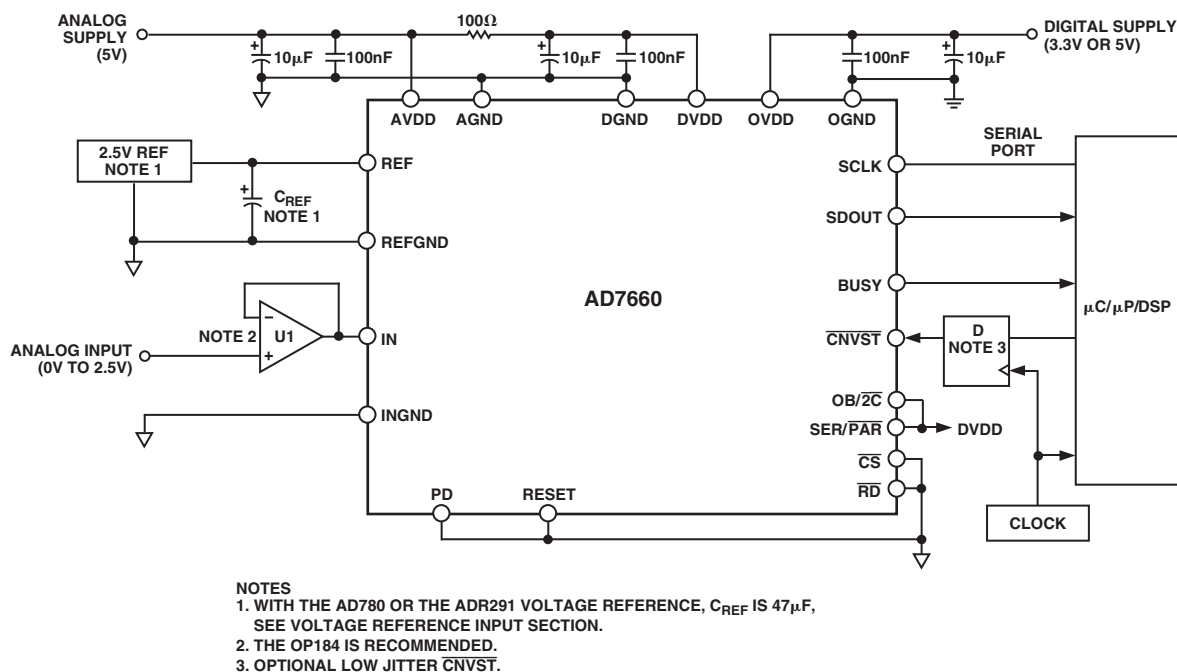 ANALOG
SUPPLY
(5V)
100Ω
DIGITAL SUPPLY
(3.3V OR 5V)
+
10μF
100nF
+
10μF
100nF
100nF
+
10μF
AVDD
AGND
DGND
DVDD
OVDD
OGND
SERIAL
PORT
2.5V REF
NOTE 1
REF
SCLK
+
CREF
NOTE 1
SDOUT
REFGND
BUSY
AD7660
μC/μP/DSP
–
NOTE 2
U1
+
IN
CNVST
D
NOTE 3
ANALOG INPUT
(0V TO 2.5V)
OB/2C
INGND
SER/PAR
DVDD
CS
RD
PD
RESET
CLOCK
NOTES
1. WITH THE AD780 OR THE ADR291 VOLTAGE REFERENCE, CREF IS 47μF,
SEE VOLTAGE REFERENCE INPUT SECTION.
2. THE OP184 IS RECOMMENDED.
3. OPTIONAL LOW JITTER CNVST.